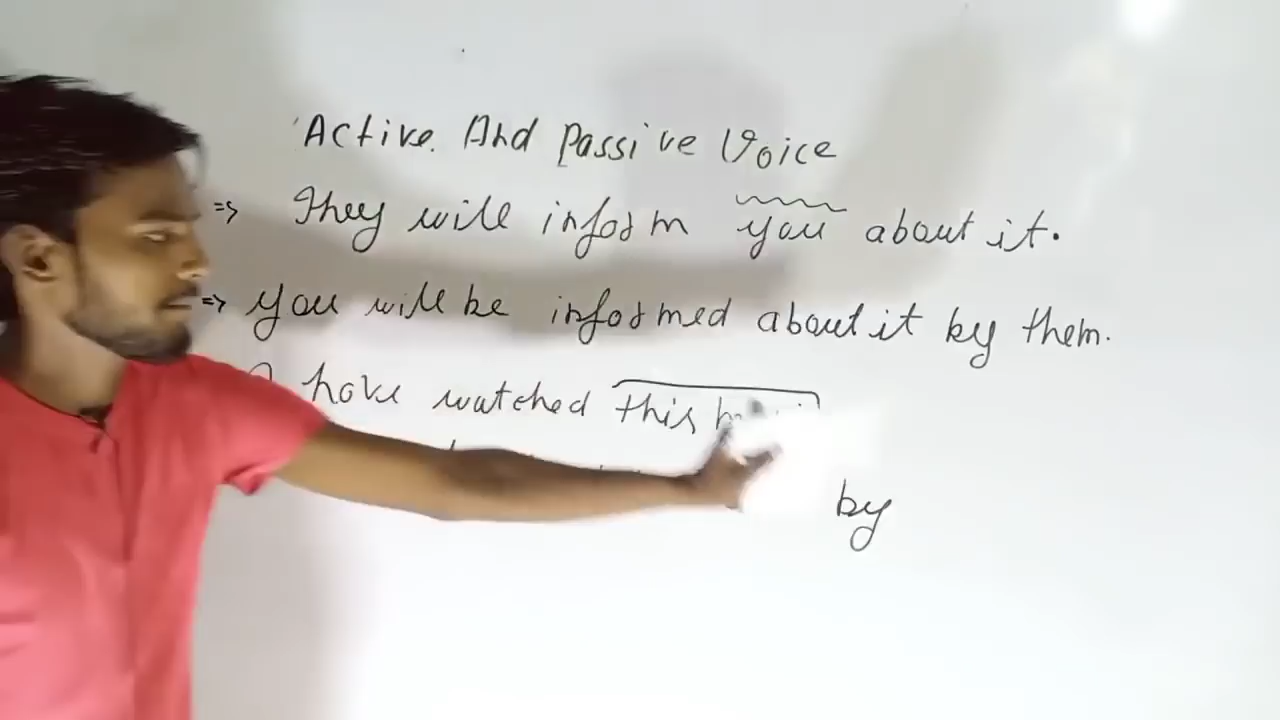 Active And Passive Voice
=> They will inform you about it.
=> you will be informed about it by them.
have watched this
by